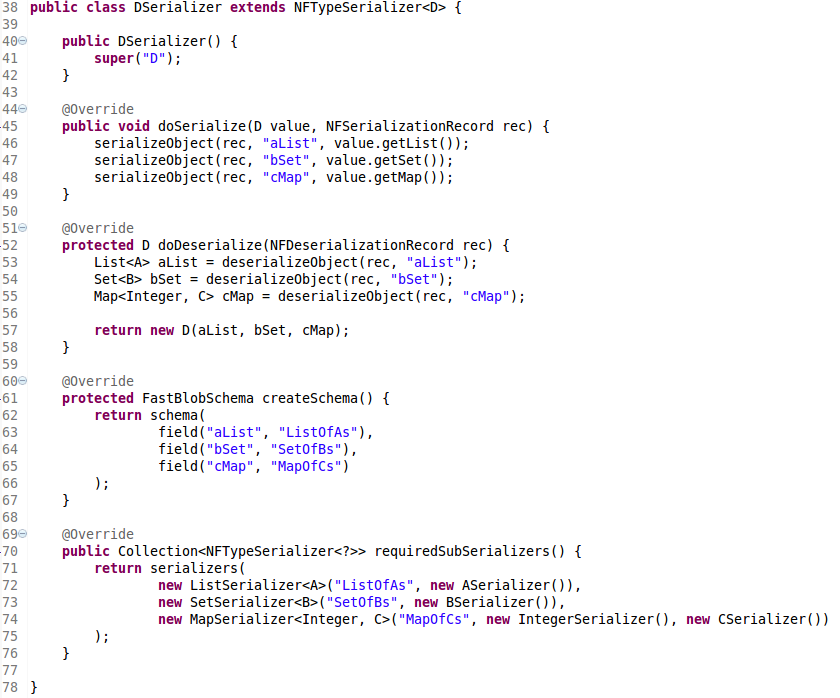 38 public class DSerializer extends NFTypeSerializer<D> {
39
40 public DSerializer() {
41 super("D");
42 }
43
44 @Override
45 public void doSerialize(D value, NFSerializationRecord rec) {
46 serializeObject(rec, "aList", value.getList());
47 serializeObject(rec, "bSet", value.getSet());
48 serializeObject(rec, "cMap", value.getMap());
49 }
50
51 @Override
52 protected D doDeserialize(NFDeserializationRecord rec) {
53 List<A> aList = deserializeObject(rec, "aList");
54 Set<B> bSet = deserializeObject(rec, "bSet");
55 Map<Integer, C> cMap = deserializeObject(rec, "cMap");
56
57 return new D(aList, bSet, cMap);
58 }
59
60 @Override
61 protected FastBlobSchema createSchema() {
62 return schema(
63 field("aList", "ListOfAs"),
64 field("bSet", "SetOfBs"),
65 field("cMap", "MapOfCs")
66 );
67 }
68
69 @Override
70 public Collection<NFTypeSerializer<?>> requiredSubSerializers() {
71 return serializers(
72 new ListSerializer<A>("ListOfAs", new ASerializer()),
73 new SetSerializer<B>("SetOfBs", new BSerializer()),
74 new MapSerializer<Integer, C>("MapOfCs", new IntegerSerializer(), new CSerializer())
75 );
76 }
77
78 }